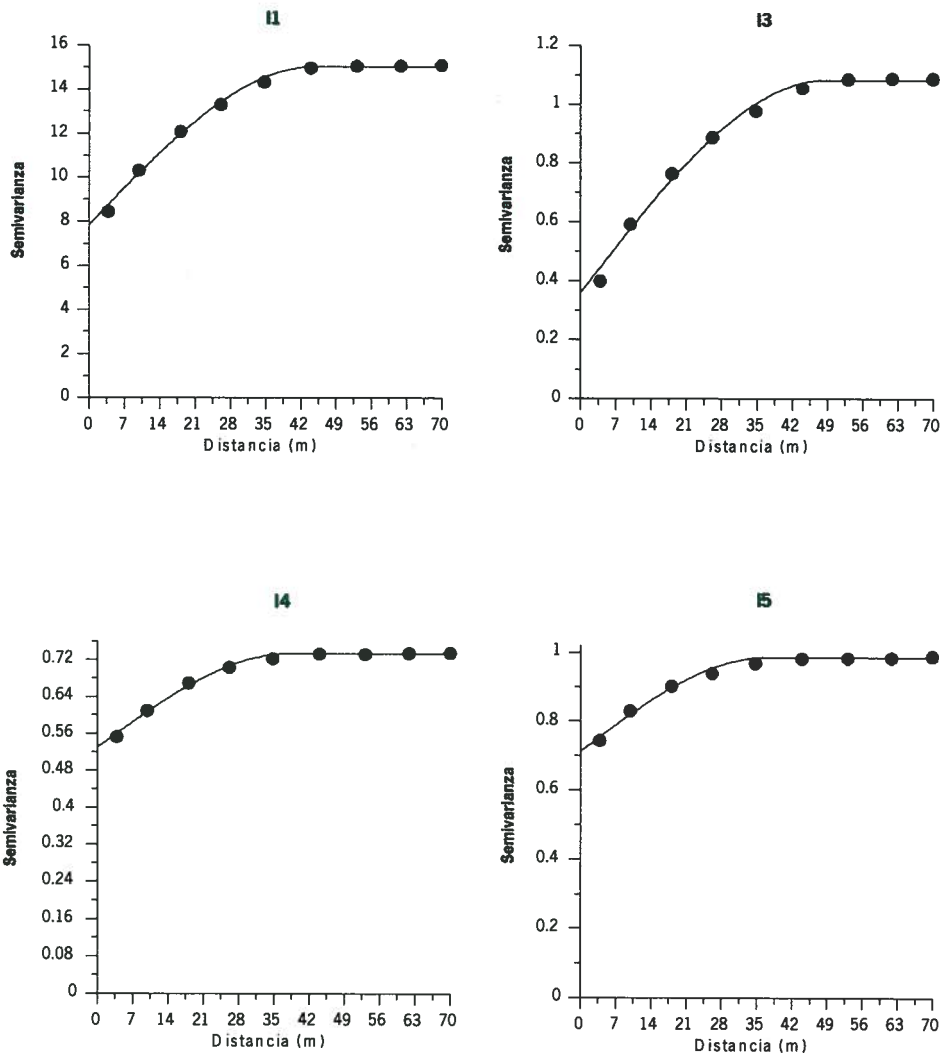 I1
16
14
12
10
8
6
4
2
0
Semivarianza
0 7 14 21 28 35 42 49 56 63 70
Distancia (m)
I3
1.2
1
0.8
0.6
0.4
0.2
0
Semivarianza
0 7 14 21 28 35 42 49 56 63 70
Distancia (m)
I4
0.72
0.64
0.56
0.48
0.4
0.32
0.24
0.16
0.08
0
Semivarianza
0 7 14 21 28 35 42 49 56 63 70
Distancia (m)
I5
1
0.8
0.6
0.4
0.2
0
Semivarianza
0 7 14 21 28 35 42 49 56 63 70
Distancia (m)